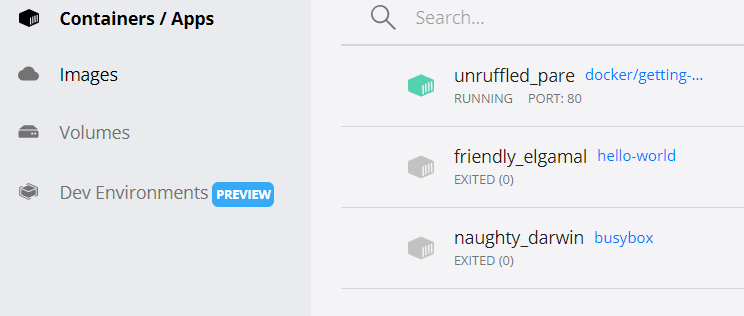 Containers / Apps
Images
Volumes
Dev Environments PREVIEW
Search...
unruffled_pare docker/getting-...
RUNNING PORT: 80
friendly_elgamal hello-world
EXITED (0)
naughty_darwin busybox
EXITED (0)